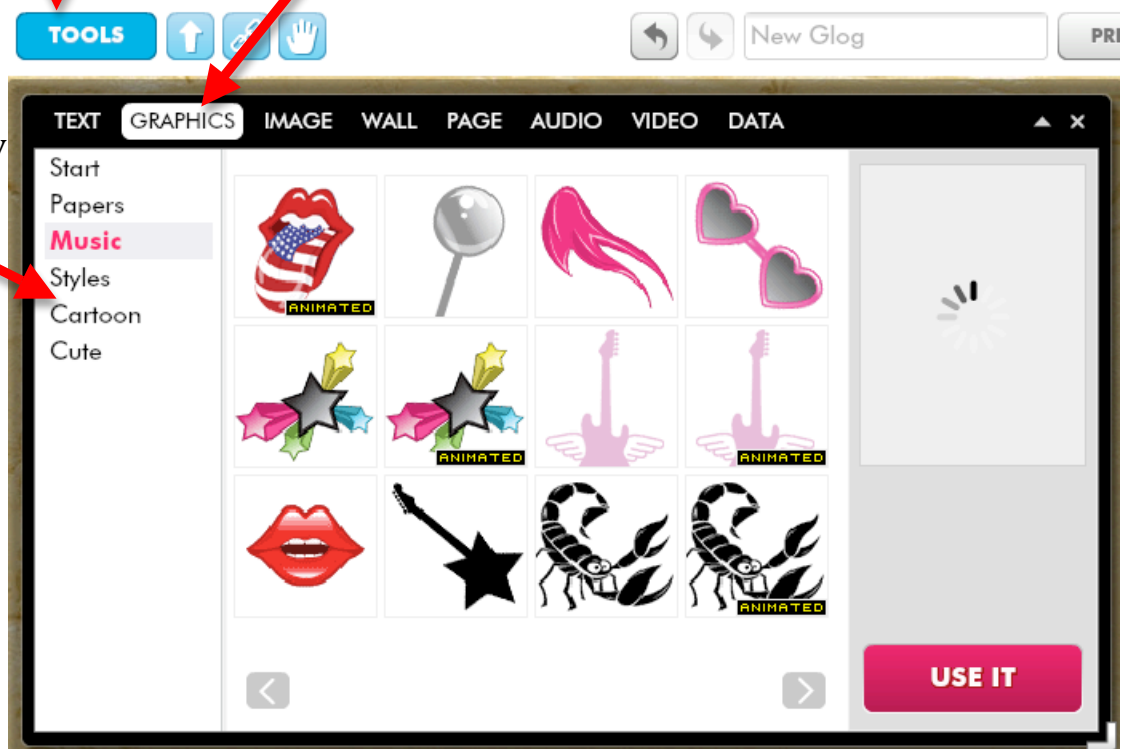 TOOLS New Glog PRI
TEXT GRAPHICS IMAGE WALL PAGE AUDIO VIDEO DATA
y
Start
Papers
Music
Styles
Cartoon
Cute
ANIMATED
ANIMATED
ANIMATED
ANIMATED
USE IT